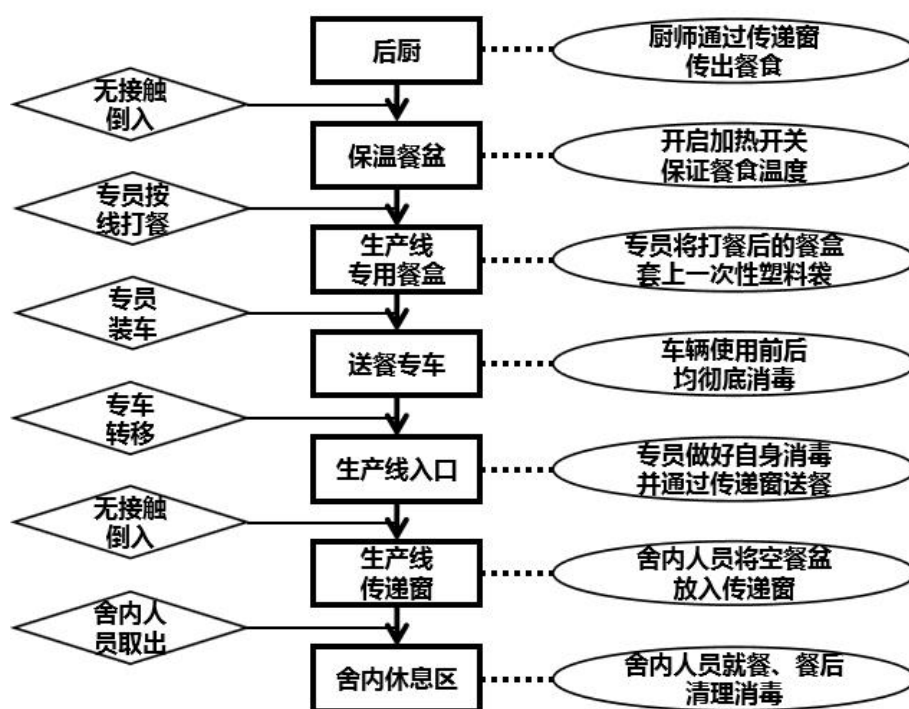 后厨
厨师通过传递窗
传出餐食
无接触
倒入
保温餐盆
开启加热开关
保证餐食温度
专员按
线打餐
生产线
专用餐盒
专员将打餐后的餐盒
套上一次性塑料袋
专员
装车
送餐专车
车辆使用前后
均彻底消毒
专车
转移
生产线入口
专员做好自身消毒
并通过传递窗送餐
无接触
倒入
生产线
传递窗
舍内人员将空餐盆
放入传递窗
舍内人
员取出
舍内休息区
舍内人员就餐、餐后
清理消毒